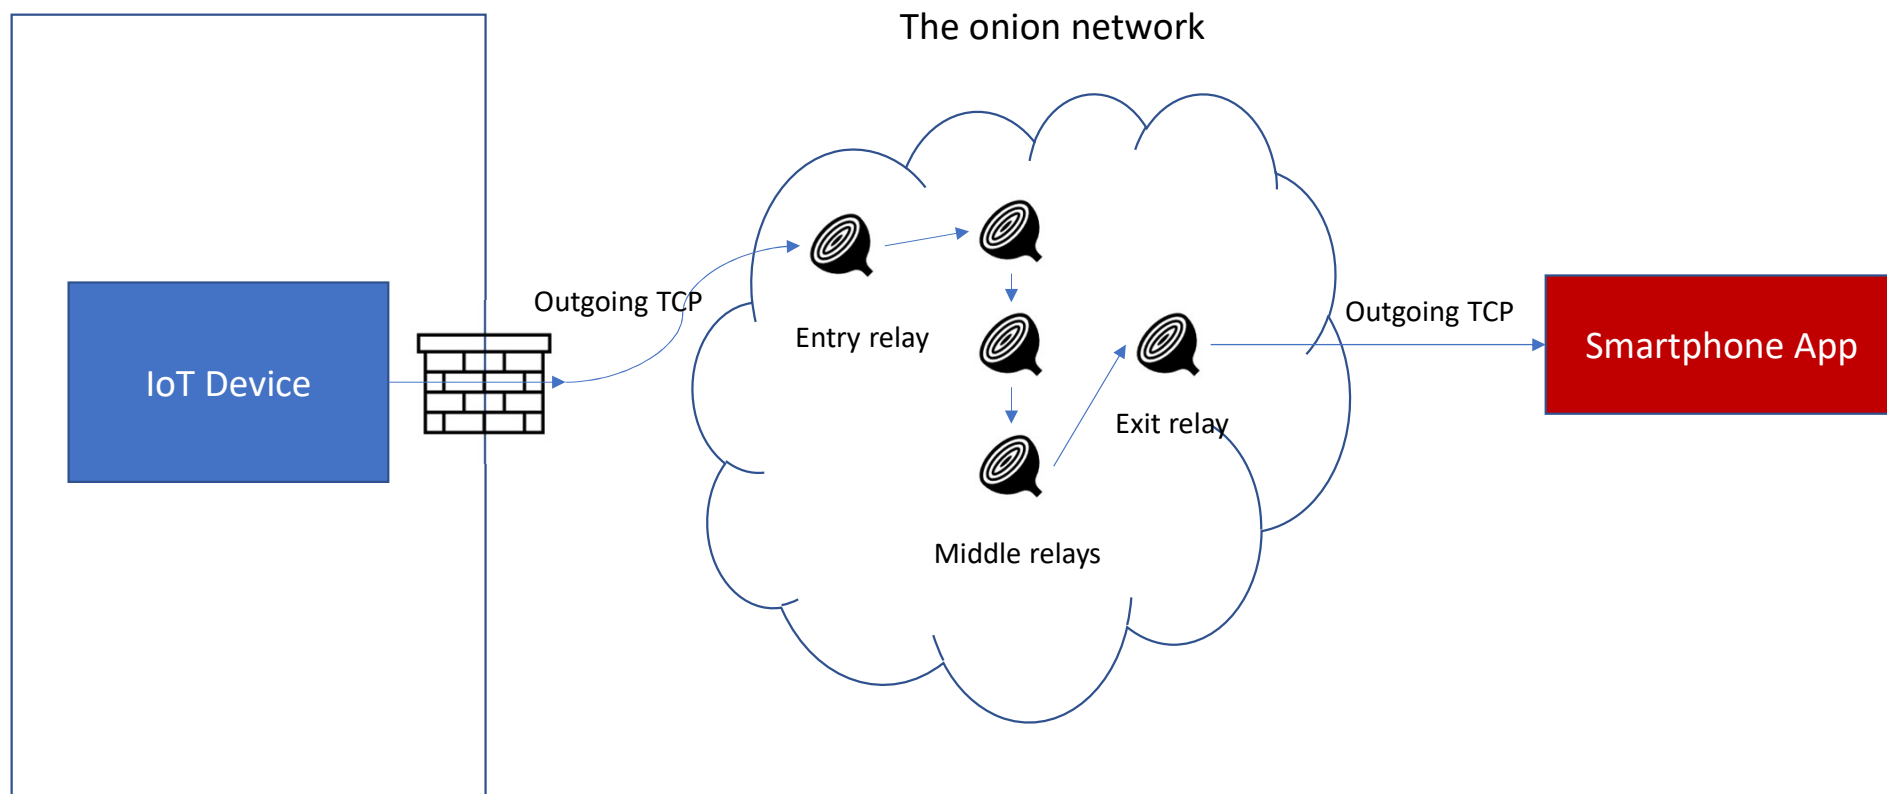 The onion network
Outgoing TCP
Entry relay
Outgoing TCP
IoT Device
Smartphone App
Exit relay
Middle relays